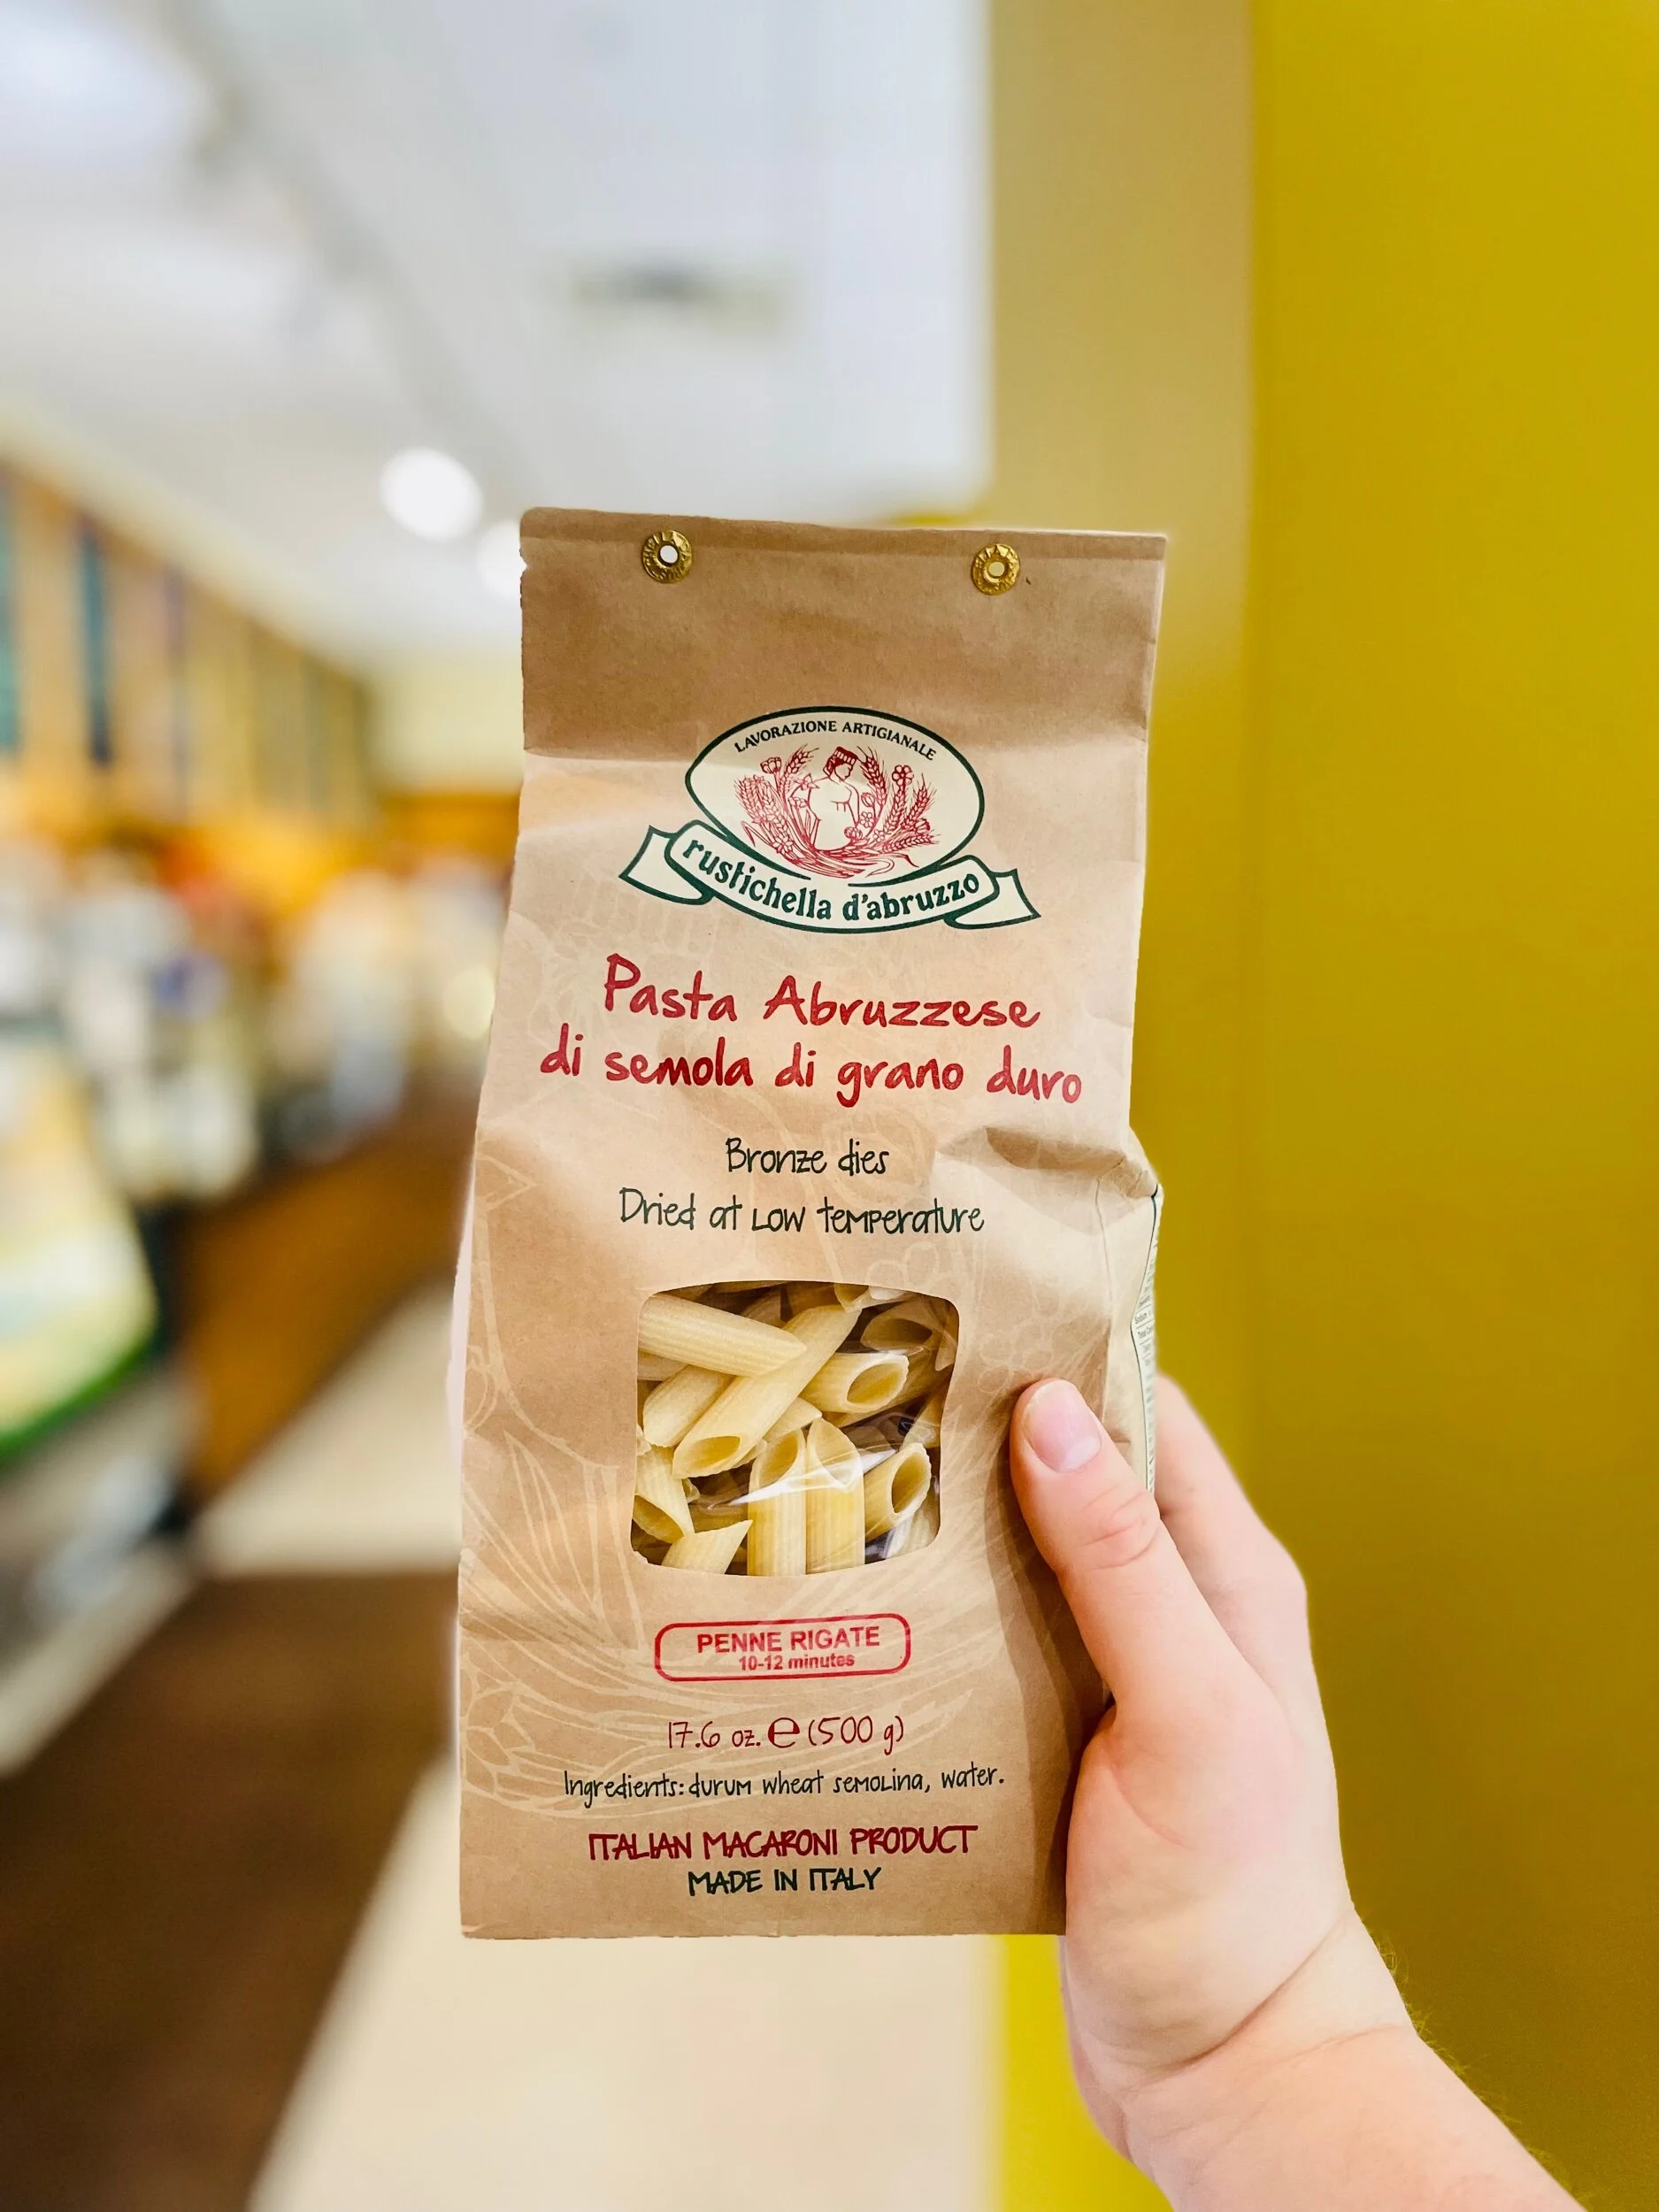 LAVORAZIONE ARTIGIANALE
rustichella d'abruzzo
Pasta Abruzzese
di semola di grano duro
Bronze dies
Dried at low temperature
PENNE RIGATE
10-12 minutes
17.6 oz. ℮ (500 g)
Ingredients: durum wheat semolina, water.
ITALIAN MACARONI PRODUCT
MADE IN ITALY